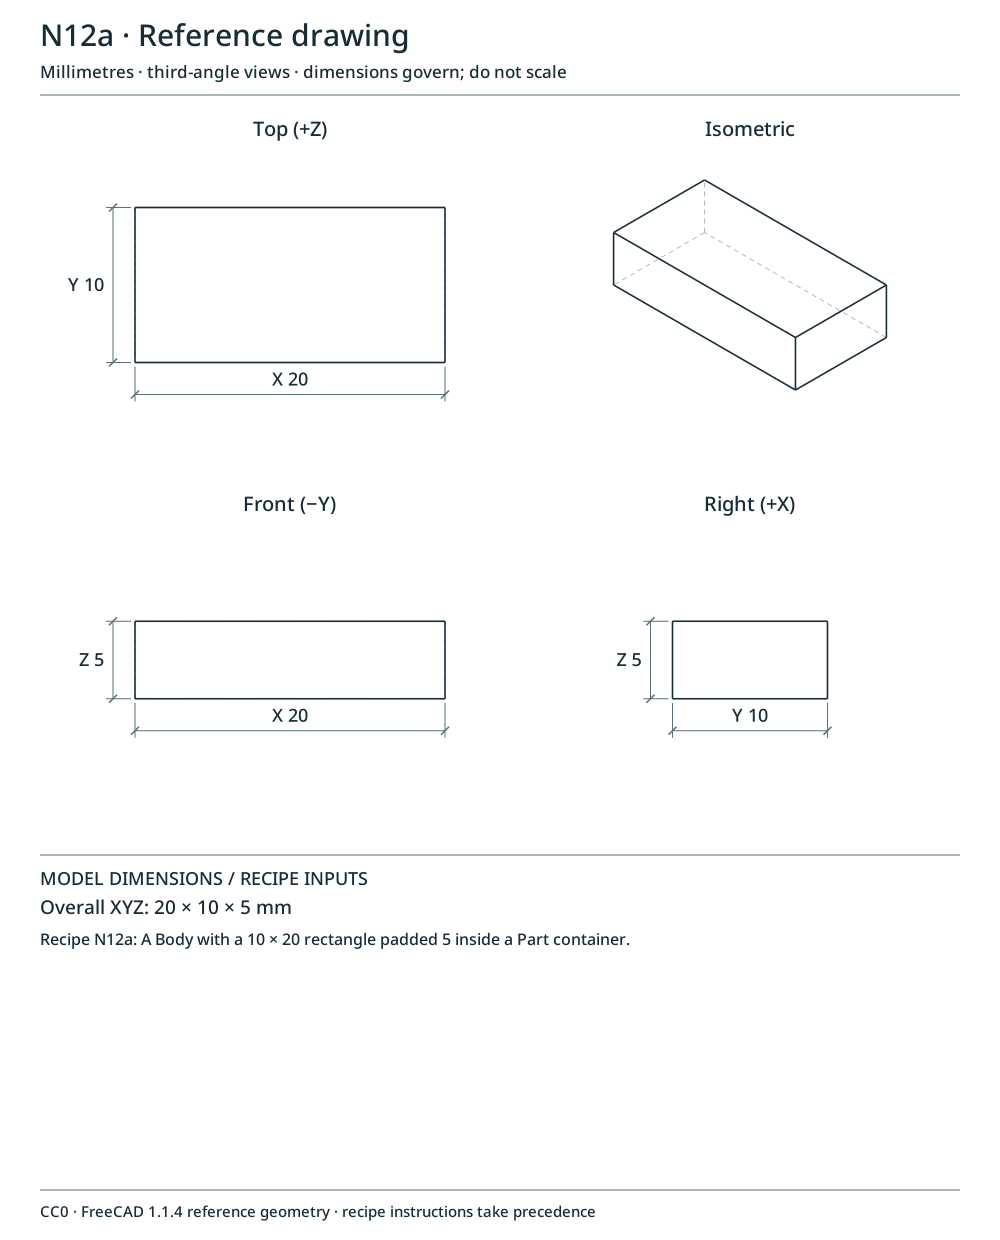 N12a · Reference drawing
Millimetres · third-angle views · dimensions govern; do not scale
Top (+Z)
Isometric
Y 10
X 20
Front (−Y)
Right (+X)
Z 5
X 20
Z 5
Y 10
MODEL DIMENSIONS / RECIPE INPUTS
Overall XYZ: 20 × 10 × 5 mm
Recipe N12a: A Body with a 10 × 20 rectangle padded 5 inside a Part container.
CC0 · FreeCAD 1.1.4 reference geometry · recipe instructions take precedence